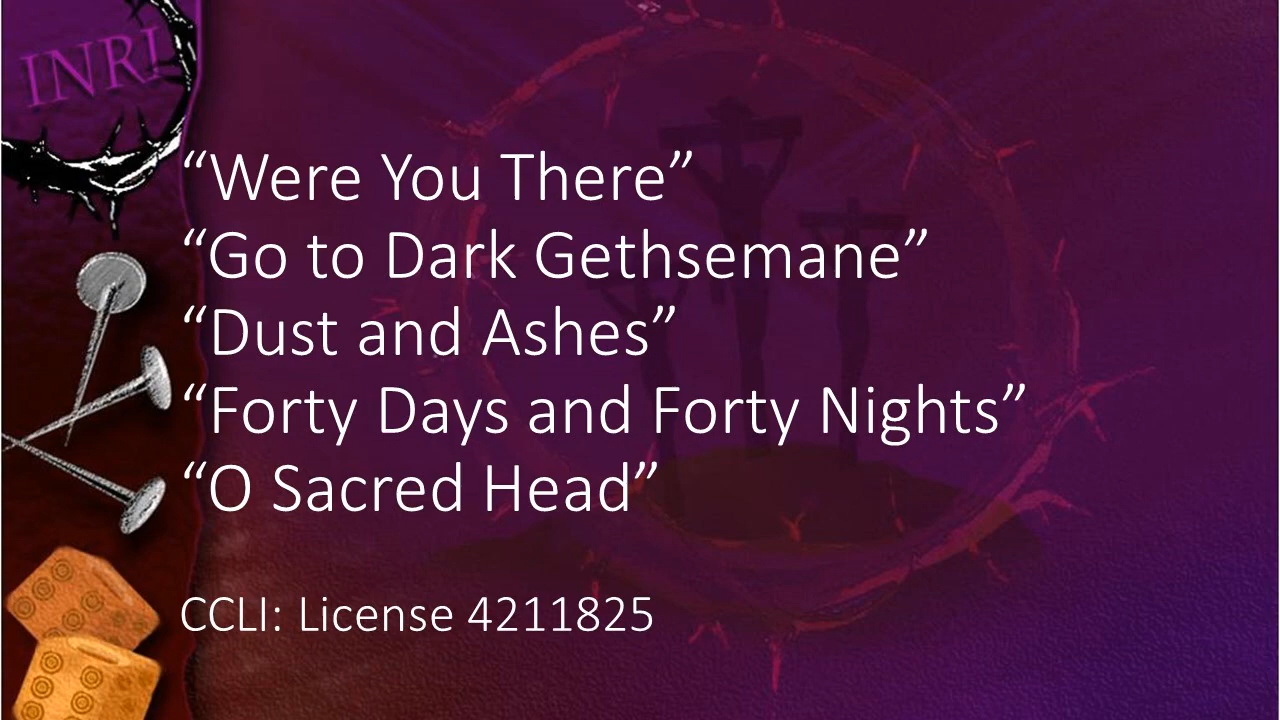 INRI
“Were You There”
“Go to Dark Gethsemane”
“Dust and Ashes”
“Forty Days and Forty Nights”
“O Sacred Head”
CCLI: License 4211825